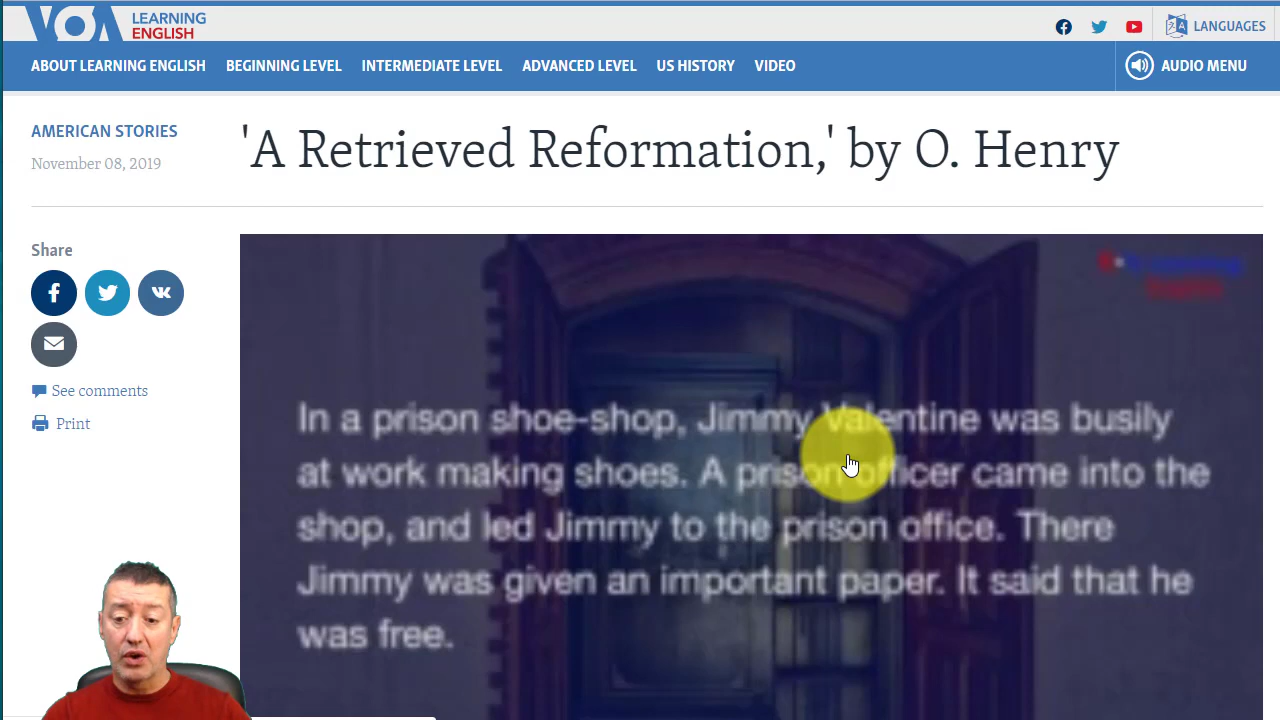 VOA LEARNING ENGLISH
LANGUAGES
ABOUT LEARNING ENGLISH BEGINNING LEVEL INTERMEDIATE LEVEL ADVANCED LEVEL US HISTORY VIDEO AUDIO MENU
AMERICAN STORIES
November 08, 2019
'A Retrieved Reformation,' by O. Henry
Share
See comments
Print
In a prison shoe-shop, Jimmy Valentine was busily
at work making shoes. A prison officer came into the
shop, and led Jimmy to the prison office. There
Jimmy was given an important paper. It said that he
was free.